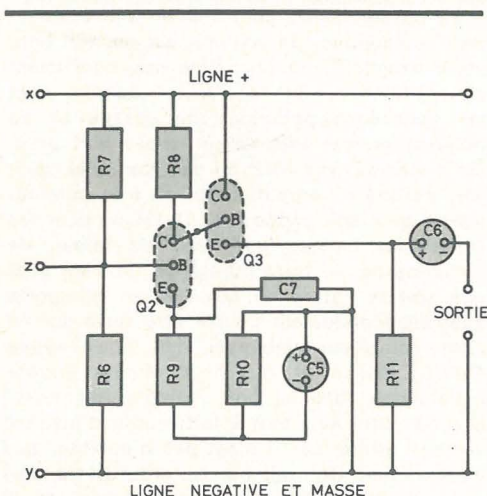 LIGNE +
x
R7
R8
C
B
E
Q3
C
B
E
Q2
z
C6
+ -
C7
SORTIE
R6
R9
R10
+
-
C5
R11
y
LIGNE NEGATIVE ET MASSE